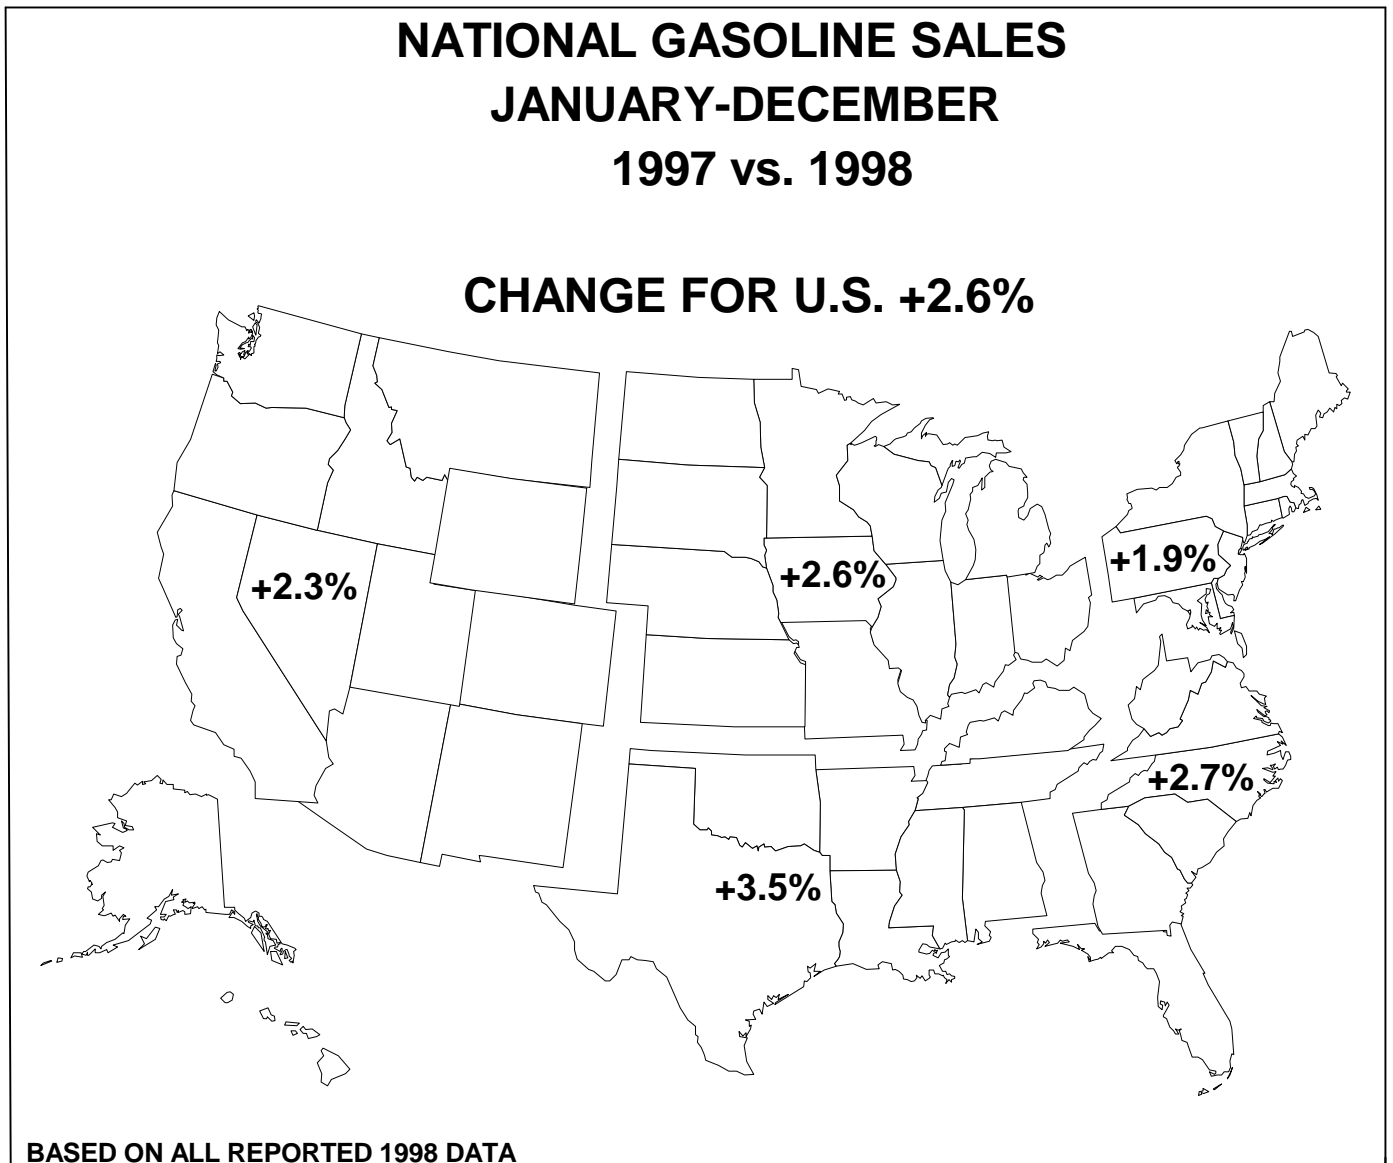 NATIONAL GASOLINE SALES
JANUARY-DECEMBER
1997 vs. 1998
CHANGE FOR U.S. +2.6%
+1.9%
+2.3%
+2.6%
+2.7%
+3.5%
BASED ON ALL REPORTED 1998 DATA